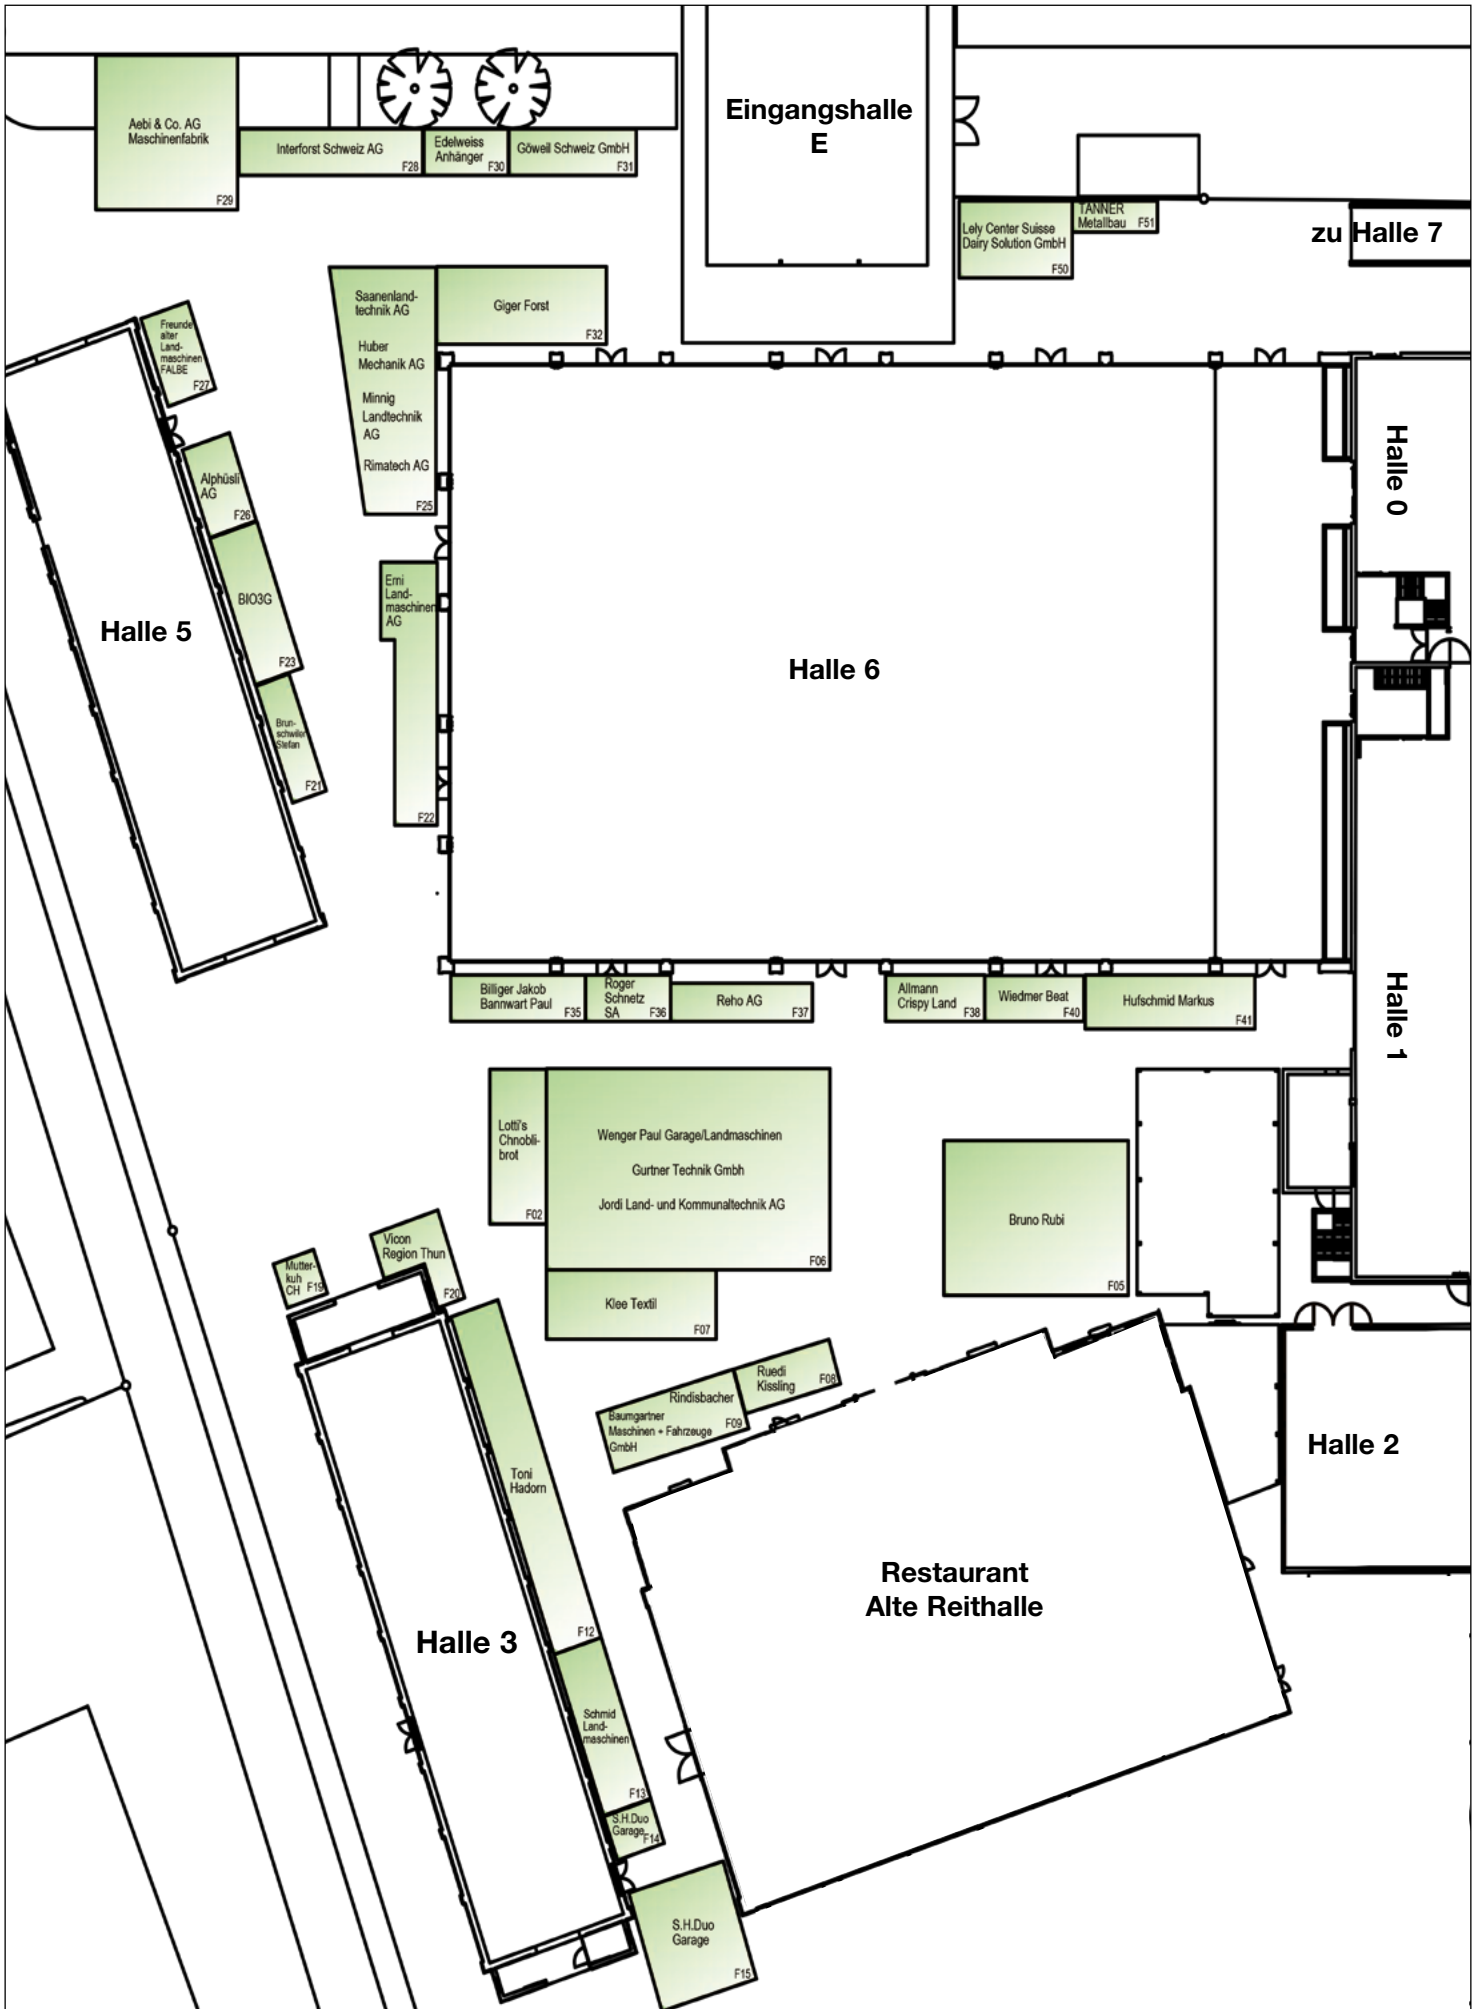 Aebi & Co. AG
Maschinenfabrik
F29
Interforst Schweiz AG
F28
Edelweiss
Anhänger
F30
Göweil Schweiz GmbH
F31
Eingangshalle
E
Lely Center Suisse
Dairy Solution GmbH
F50
TANNER
Metallbau
F51
zu Halle 7
Freunde
alter
Land-
maschinen
FALBE
F27
Saanenland-
technik AG
Huber
Mechanik AG
Minnig
Landtechnik
AG
Rimatech AG
F25
Giger Forst
F32
Alphüsli
AG
F26
BIO3G
F23
Brun-
schwiler
Stefan
F21
Halle 5
Erni
Land-
maschinen
AG
F22
Halle 6
Halle 0
Halle 1
Billiger Jakob
Bannwart Paul
F35
Roger
Schnetz
SA
F36
Reho AG
F37
Allmann
Crispy Land
F38
Wiedmer Beat
F40
Hufschmid Markus
F41
Lotti's
Chnobli-
brot
F02
Wenger Paul Garage/Landmaschinen
Gurtner Technik Gmbh
Jordi Land- und Kommunaltechnik AG
F06
Klee Textil
F07
Bruno Rubi
F05
Mutter-
kuh
CH
F19
Vicon
Region Thun
F20
Ruedi
Kissling
F08
Rindisbacher
Baumgartner
Maschinen + Fahrzeuge
GmbH
F09
Halle 2
Toni
Hadorn
F12
Restaurant
Alte Reithalle
Halle 3
Schmid
Land-
maschinen
F13
S.H.Duo
Garage
F14
S.H.Duo
Garage
F15